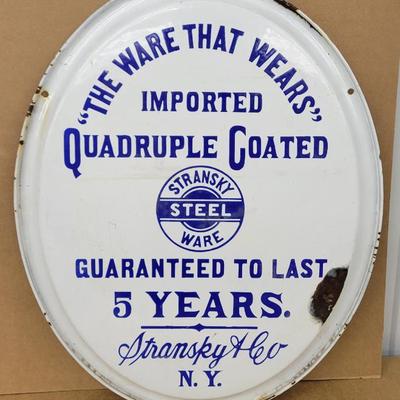 "THE WARE THAT WEARS"
IMPORTED
QUADRUPLE COATED
STRANSKY
STEEL
WARE
GUARANTEED TO LAST
5 YEARS.
Stransky & Co
N.Y.